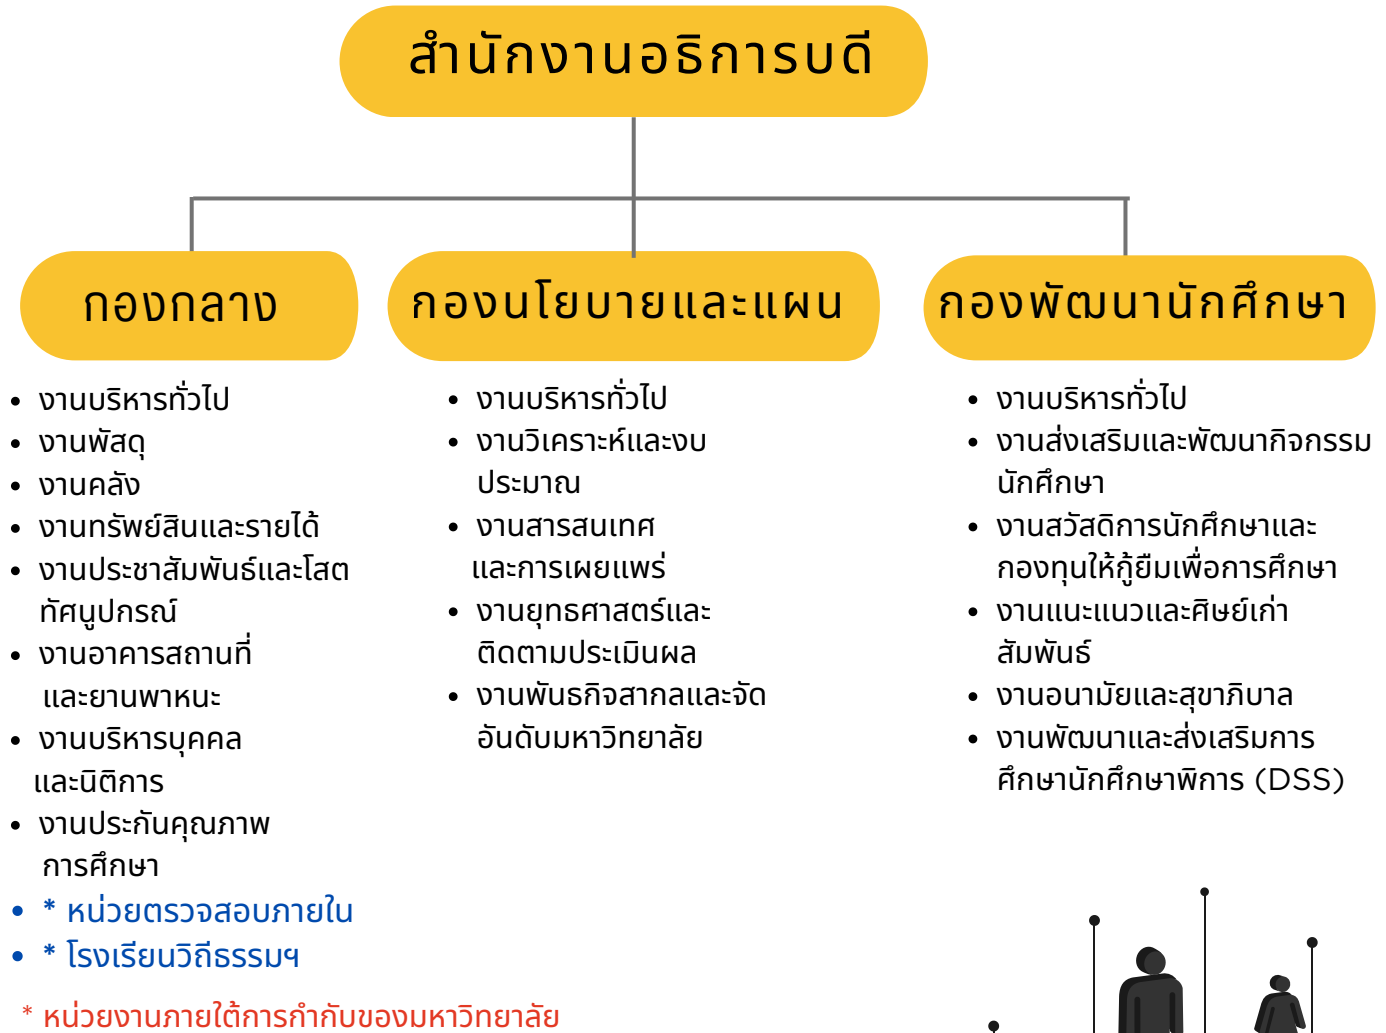 สำนักงานอธิการบดี
กองกลาง
• งานบริหารทั่วไป
• งานพัสดุ
• งานคลัง
• งานทรัพย์สินและรายได้
• งานประชาสัมพันธ์และโสต
ทัศนูปกรณ์
• งานอาคารสถานที่
และยานพาหนะ
• งานบริหารบุคคล
และนิติการ
• งานประกันคุณภาพ
การศึกษา
• * หน่วยตรวจสอบภายใน
• * โรงเรียนวิถีธรรมฯ
* หน่วยงานภายใต้การกำกับของมหาวิทยาลัย
กองนโยบายและแผน
• งานบริหารทั่วไป
• งานวิเคราะห์และงบ
ประมาณ
• งานสารสนเทศ
และการเผยแพร่
• งานยุทธศาสตร์และ
ติดตามประเมินผล
• งานพันธกิจสากลและจัด
อันดับมหาวิทยาลัย
กองพัฒนานักศึกษา
• งานบริหารทั่วไป
• งานส่งเสริมและพัฒนากิจกรรม
นักศึกษา
• งานสวัสดิการนักศึกษาและ
กองทุนให้กู้ยืมเพื่อการศึกษา
• งานแนะแนวและศิษย์เก่า
สัมพันธ์
• งานอนามัยและสุขาภิบาล
• งานพัฒนาและส่งเสริมการ
ศึกษานักศึกษาพิการ (DSS)